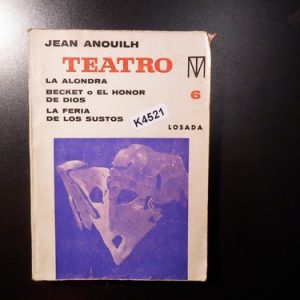 JEAN ANOUILH
TEATRO
LA ALONDRA
BECKET o EL HONOR
DE DIOS
LA FERIA
DE LOS SUSTOS
6
K4521
LOSADA